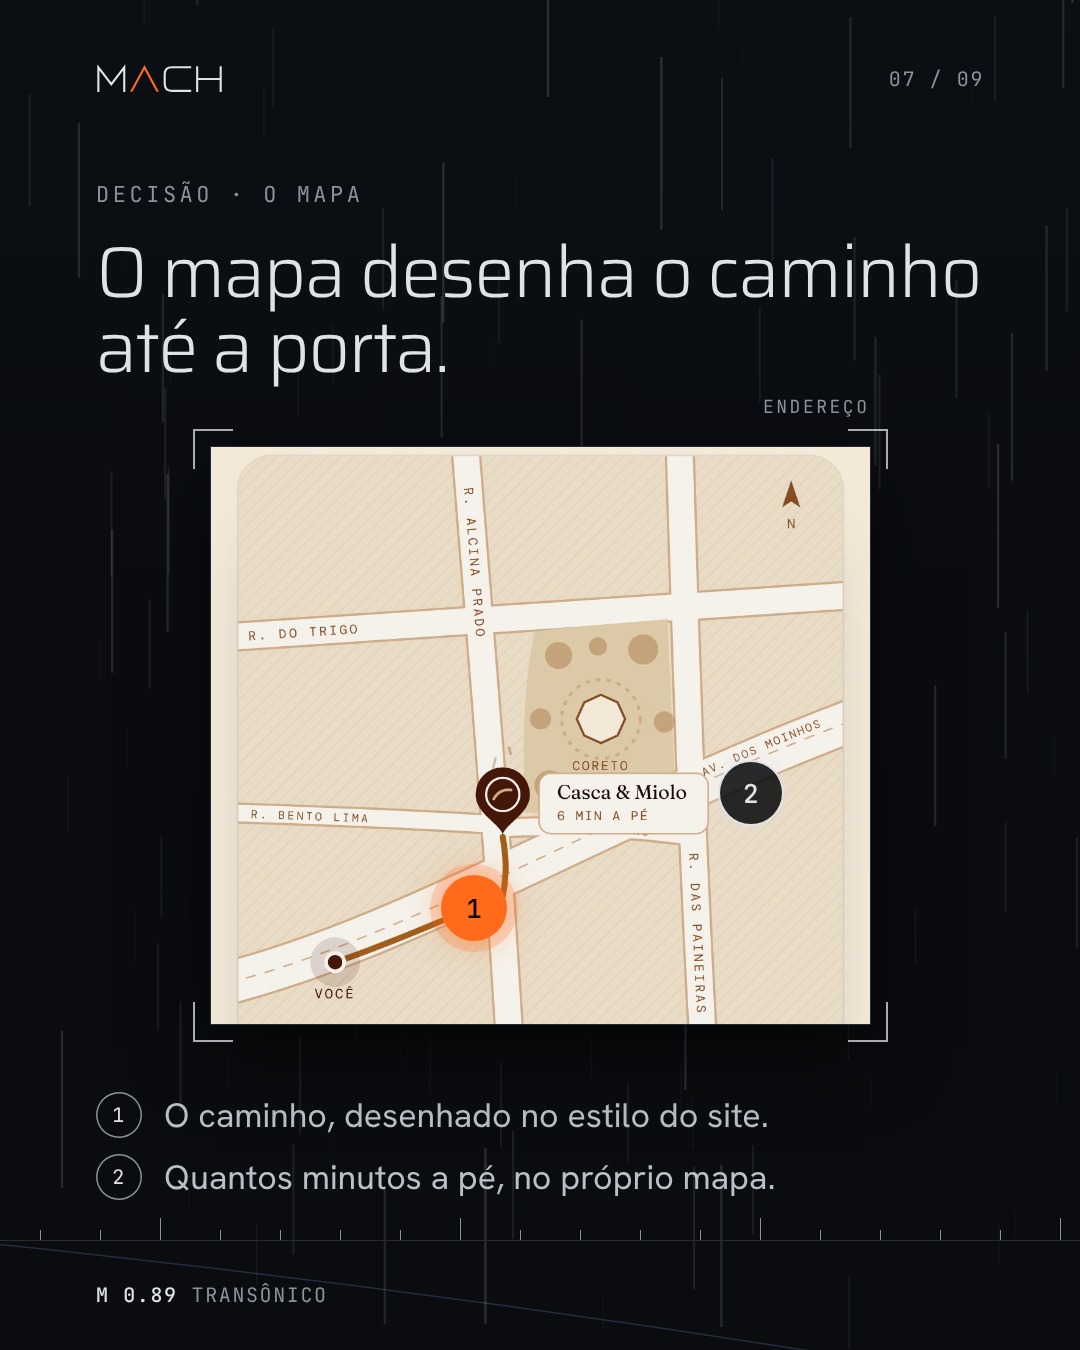 MACH
07 / 09
DECISÃO · O MAPA
O mapa desenha o caminho
até a porta.
ENDEREÇO
R. ALCINA PRADO
N
R. DO TRIGO
AV. DOS MOINHOS
CORETO
Casca & Miolo
6 MIN A PÉ
2
R. BENTO LIMA
R. DAS PAINEIRAS
1
VOCÊ
1 O caminho, desenhado no estilo do site.
2 Quantos minutos a pé, no próprio mapa.
M 0.89 TRANSÔNICO